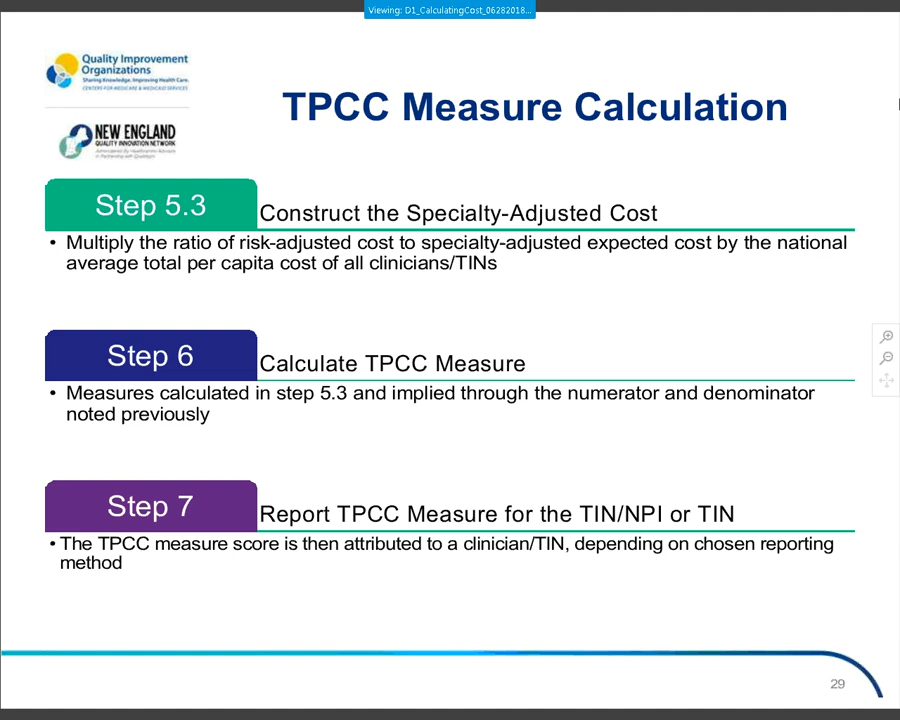 Viewing: D1_CalculatingCost_06282018...
Quality Improvement
Organizations
Sharing Knowledge. Improving Health Care.
CENTERS FOR MEDICARE & MEDICAID SERVICES
NEW ENGLAND
QUALITY INNOVATION NETWORK
TPCC Measure Calculation
Step 5.3
Construct the Specialty-Adjusted Cost
• Multiply the ratio of risk-adjusted cost to specialty-adjusted expected cost by the national
average total per capita cost of all clinicians/TINs
Step 6
Calculate TPCC Measure
• Measures calculated in step 5.3 and implied through the numerator and denominator
noted previously
Step 7
Report TPCC Measure for the TIN/NPI or TIN
• The TPCC measure score is then attributed to a clinician/TIN, depending on chosen reporting
method
29